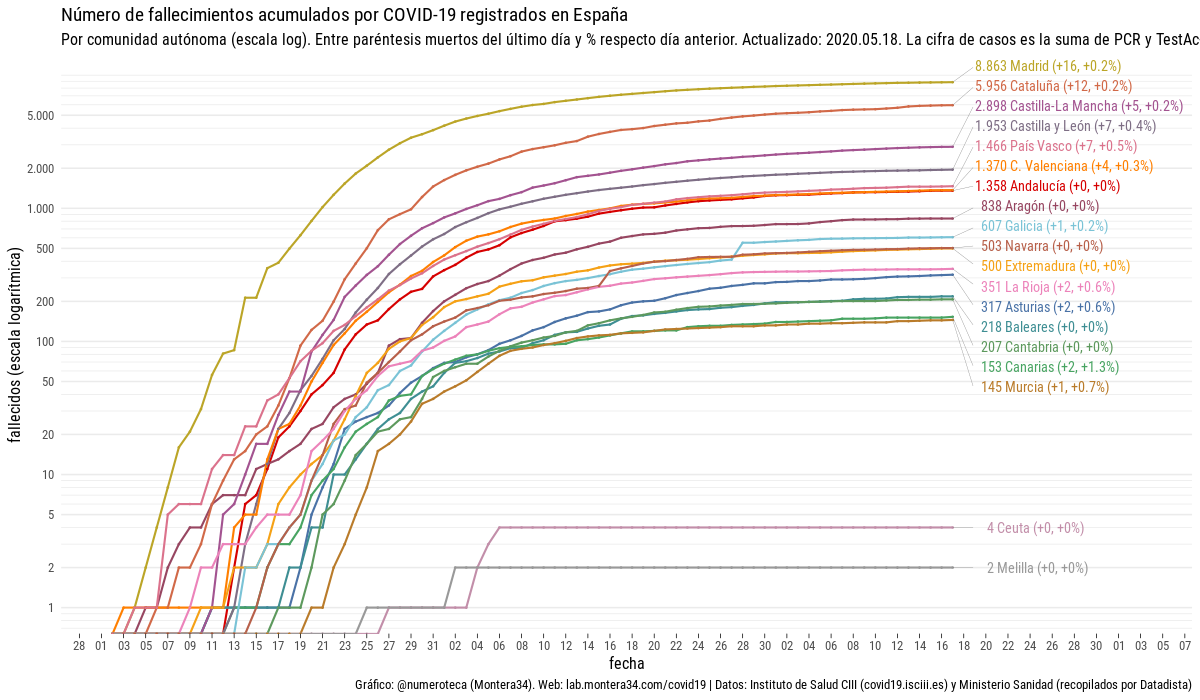 Número de fallecimientos acumulados por COVID-19 registrados en España
Por comunidad autónoma (escala log). Entre paréntesis muertos del último día y % respecto día anterior. Actualizado: 2020.05.18. La cifra de casos es la suma de PCR y TestAc
8.863 Madrid (+16, +0.2%)
5.956 Cataluña (+12, +0.2%)
2.898 Castilla-La Mancha (+5, +0.2%)
1.953 Castilla y León (+7, +0.4%)
1.466 País Vasco (+7, +0.5%)
1.370 C. Valenciana (+4, +0.3%)
1.358 Andalucía (+0, +0%)
838 Aragón (+0, +0%)
607 Galicia (+1, +0.2%)
503 Navarra (+0, +0%)
500 Extremadura (+0, +0%)
351 La Rioja (+2, +0.6%)
317 Asturias (+2, +0.6%)
218 Baleares (+0, +0%)
207 Cantabria (+0, +0%)
153 Canarias (+2, +1.3%)
145 Murcia (+1, +0.7%)
4 Ceuta (+0, +0%)
2 Melilla (+0, +0%)
fallecidos (escala logarítmica)
5.000
2.000
1.000
500
200
100
50
20
10
5
2
1
28 01 03 05 07 09 11 13 15 17 19 21 23 25 27 29 31 02 04 06 08 10 12 14 16 18 20 22 24 26 28 30 02 04 06 08 10 12 14 16 18 20 22 24 26 28 30 01 03 05 07
fecha
Gráfico: @numeroteca (Montera34). Web: lab.montera34.com/covid19 | Datos: Instituto de Salud CIII (covid19.isciii.es) y Ministerio Sanidad (recopilados por Datadista)